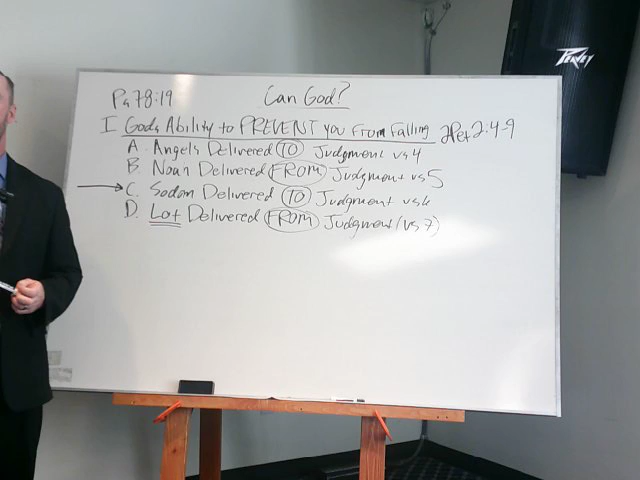 Ps 78:19 Can God?
I Gods Ability to PREVENT you From Falling 2Pet 2:4-9
A. Angels Delivered TO Judgment vs 4
B. Noah Delivered FROM Judgment vs 5
C. Sodom Delivered TO Judgment vs 6
D. Lot Delivered FROM Judgment (vs 7)
PEAVEY